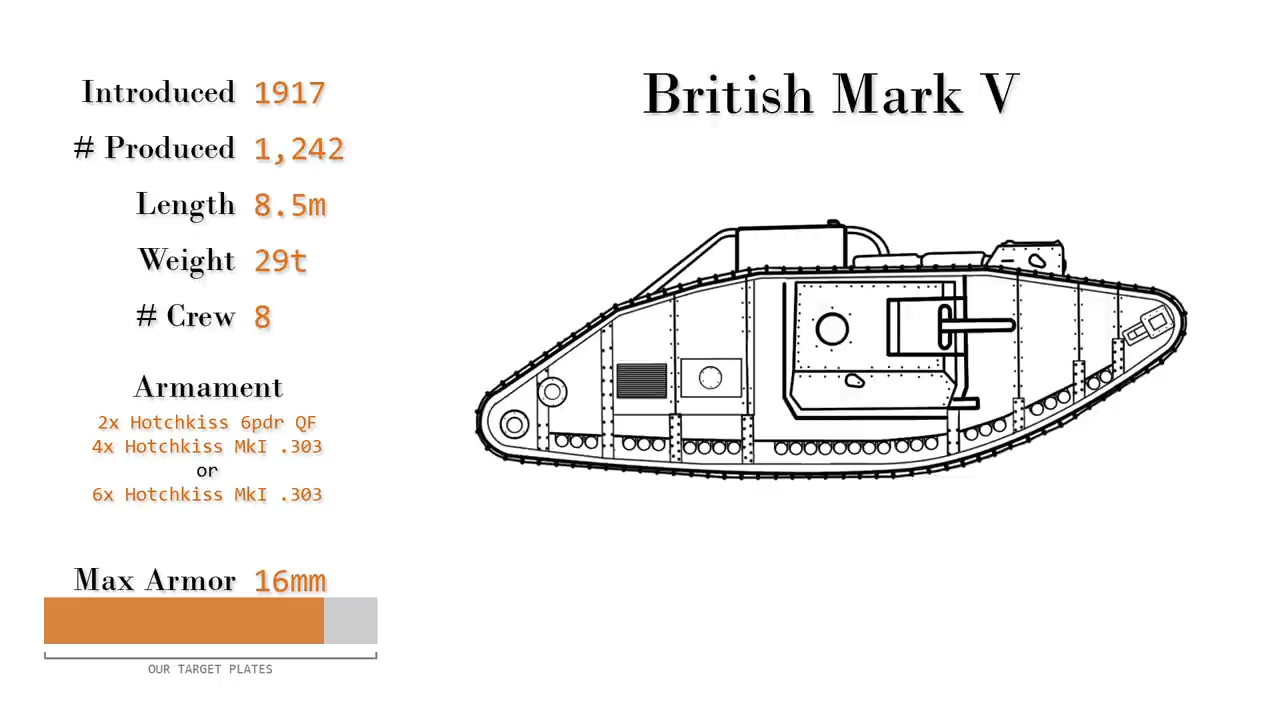 British Mark V
Introduced 1917
# Produced 1,242
Length 8.5m
Weight 29t
# Crew 8
Armament
2x Hotchkiss 6pdr QF
4x Hotchkiss MkI .303
or
6x Hotchkiss MkI .303
Max Armor 16mm
OUR TARGET PLATES